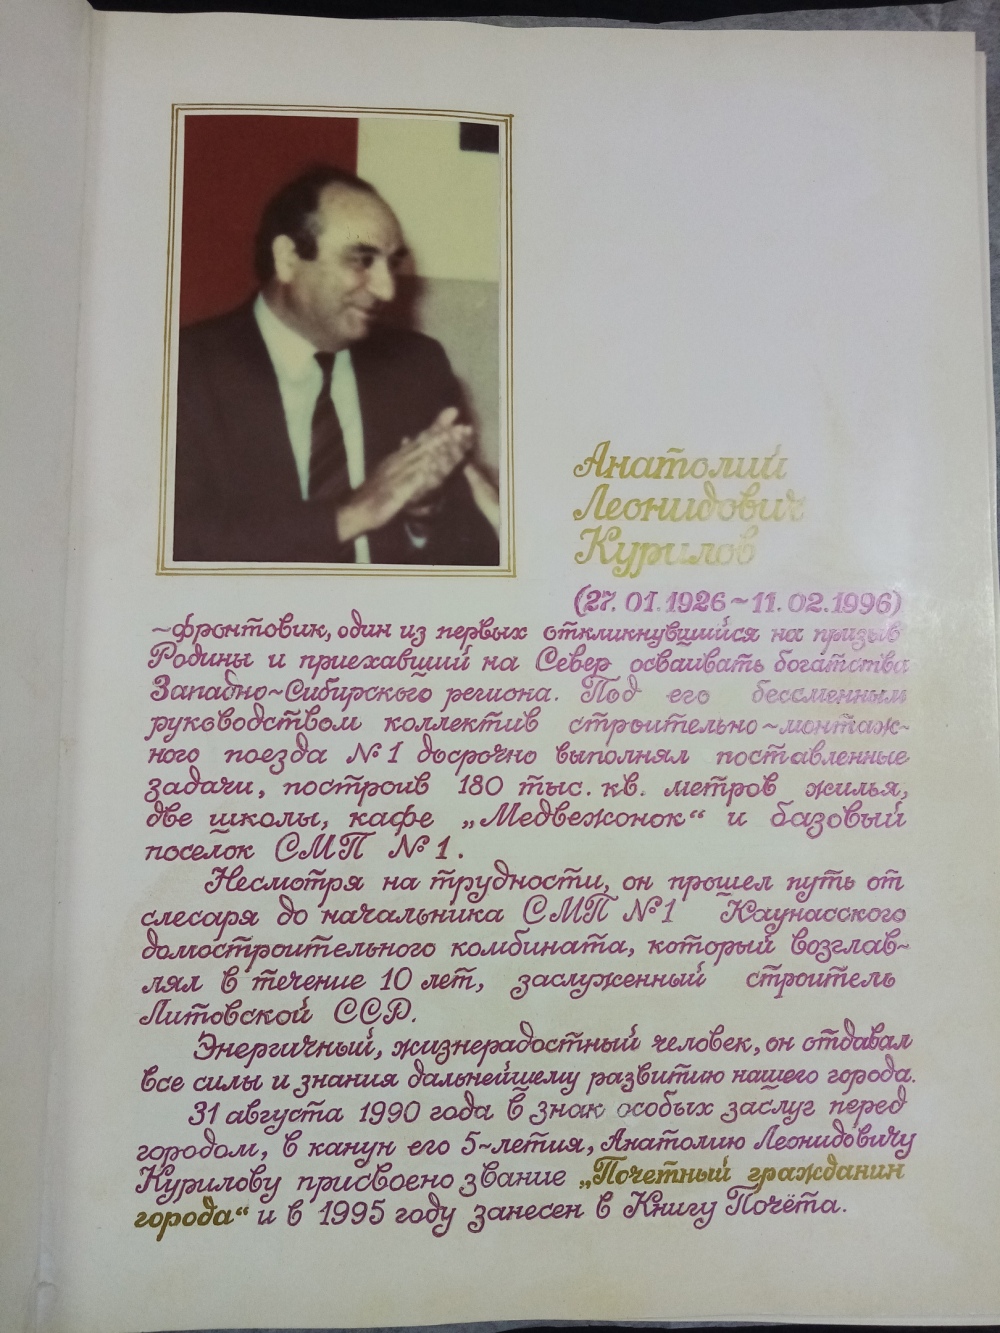 Анатолий
Леонидович
Курилов
(27.01.1926~11.02.1996)
~фронтовик, один из первых откликнувшийся на призыв
Родины и приехавший на Север осваивать богатства
Западно~Сибирского региона. Под его бессменным
руководством коллектив строительно~монтаж-
ного поезда №1 досрочно выполнял поставленные
задачи, построив 180 тыс. кв. метров жилья,
две школы, кафе „Медвежонок“ и базовый
поселок СМП №1.
Несмотря на трудности, он прошел путь от
слесаря до начальника СМП №1 Каунасского
домостроительного комбината, который возглав~
лял в течение 10 лет, заслуженный строитель
Литовской ССР.
Энергичный, жизнерадостный человек, он отдавал
все силы и знания дальнейшему развитию нашего города.
31 августа 1990 года в знак особых заслуг перед
городом, в канун его 5~летия, Анатолию Леонидовичу
Курилову присвоено звание „Почетный гражданин
города“ и в 1995 году занесен в Книгу Почёта.